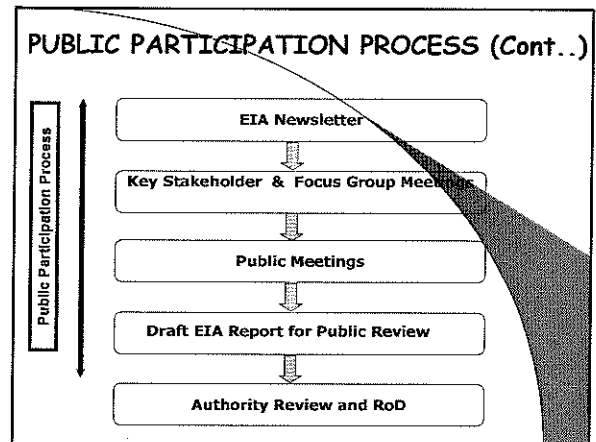 PUBLIC PARTICIPATION PROCESS (Cont..)
Public Participation Process
EIA Newsletter
Key Stakeholder & Focus Group Meetings
Public Meetings
Draft EIA Report for Public Review
Authority Review and RoD